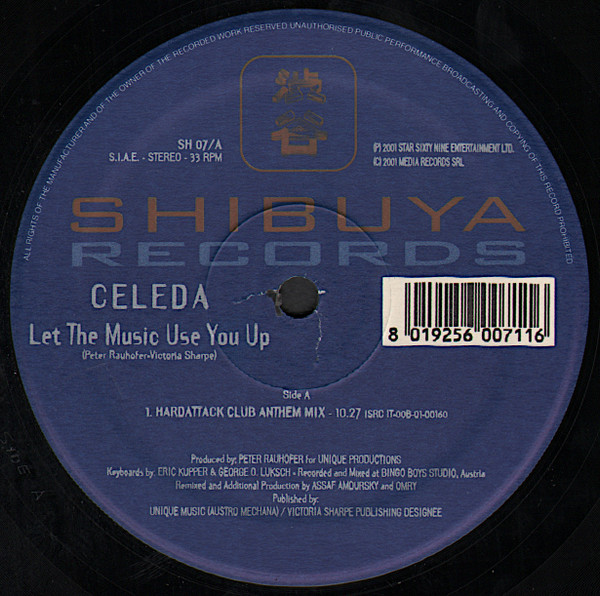 ALL RIGHTS OF THE MANUFACTURER AND OF THE OWNER OF THE RECORDED WORK RESERVED UNAUTHORISED PUBLIC PERFORMANCE BROADCASTING AND COPYING OF THIS RECORD PROHIBITED
渋谷
SH 07/A
S.I.A.E. - STEREO - 33 RPM
(P) 2001 STAR SIXTY NINE ENTERTAINMENT LTD.
(C) 2001 MEDIA RECORDS SRL
SHIBUYA
RECORDS
CELEDA
Let The Music Use You Up
(Peter Rauhofer-Victoria Sharpe)
8 019256 007116
Side A
1. HARDATTACK CLUB ANTHEM MIX - 10.27 ISRC IT-00B-01-00160
Produced by: PETER RAUHOFER for UNIQUE PRODUCTIONS
Keyboards by: ERIC KUPPER & GEORGE O. LUKSCH - Recorded and Mixed at BINGO BOYS STUDIO, Austria
Remixed and Additional Production by ASSAF AMDURSKY and OMRY
Published by:
UNIQUE MUSIC (AUSTRO MECHANA) / VICTORIA SHARPE PUBLISHING DESIGNEE
SIDE A